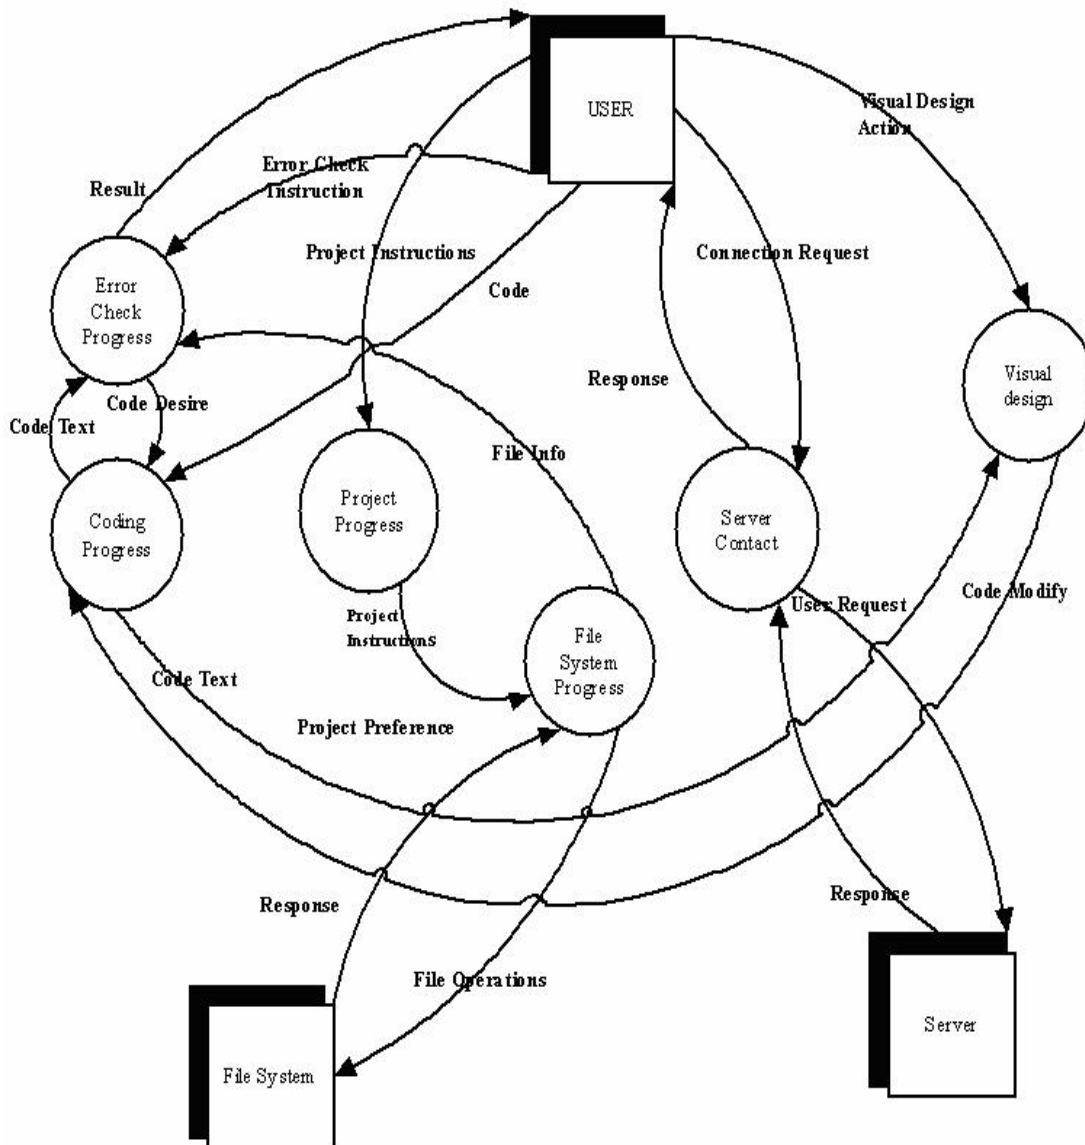 USER
Visual Design
Action
Error Check
Instruction
Result
Project Instructions
Connection Request
Code
Error
Check
Progress
Response
Visual
design
Code Desire
Code Text
File Info
Project
Progress
Server
Contact
Coding
Progress
User Request
Code Modify
Project
Instructions
File
System
Progress
Code Text
Project Preference
Response
Response
File Operations
Server
File System